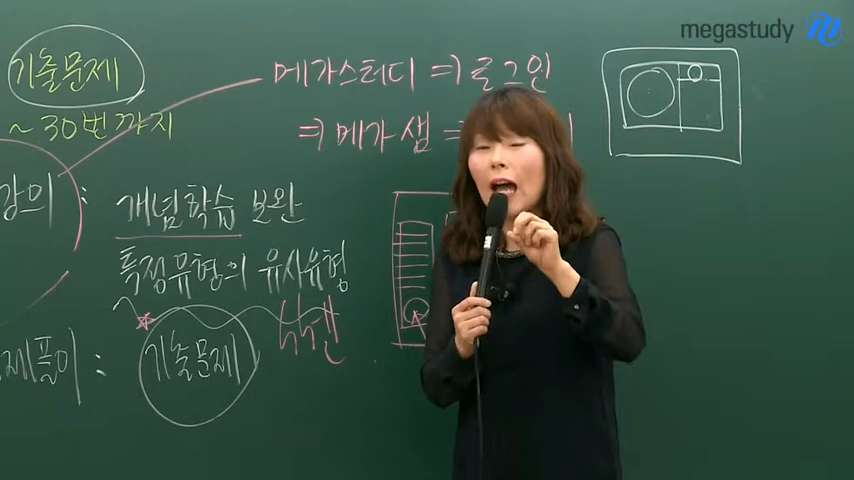 megastudy
기출문제
~30번까지
메가스터디 ⇒ 로그인
⇒ 메가샘 ⇒
강의 :
개념학습 보완
특정유형의 유사유형
제풀이 :
기출문제